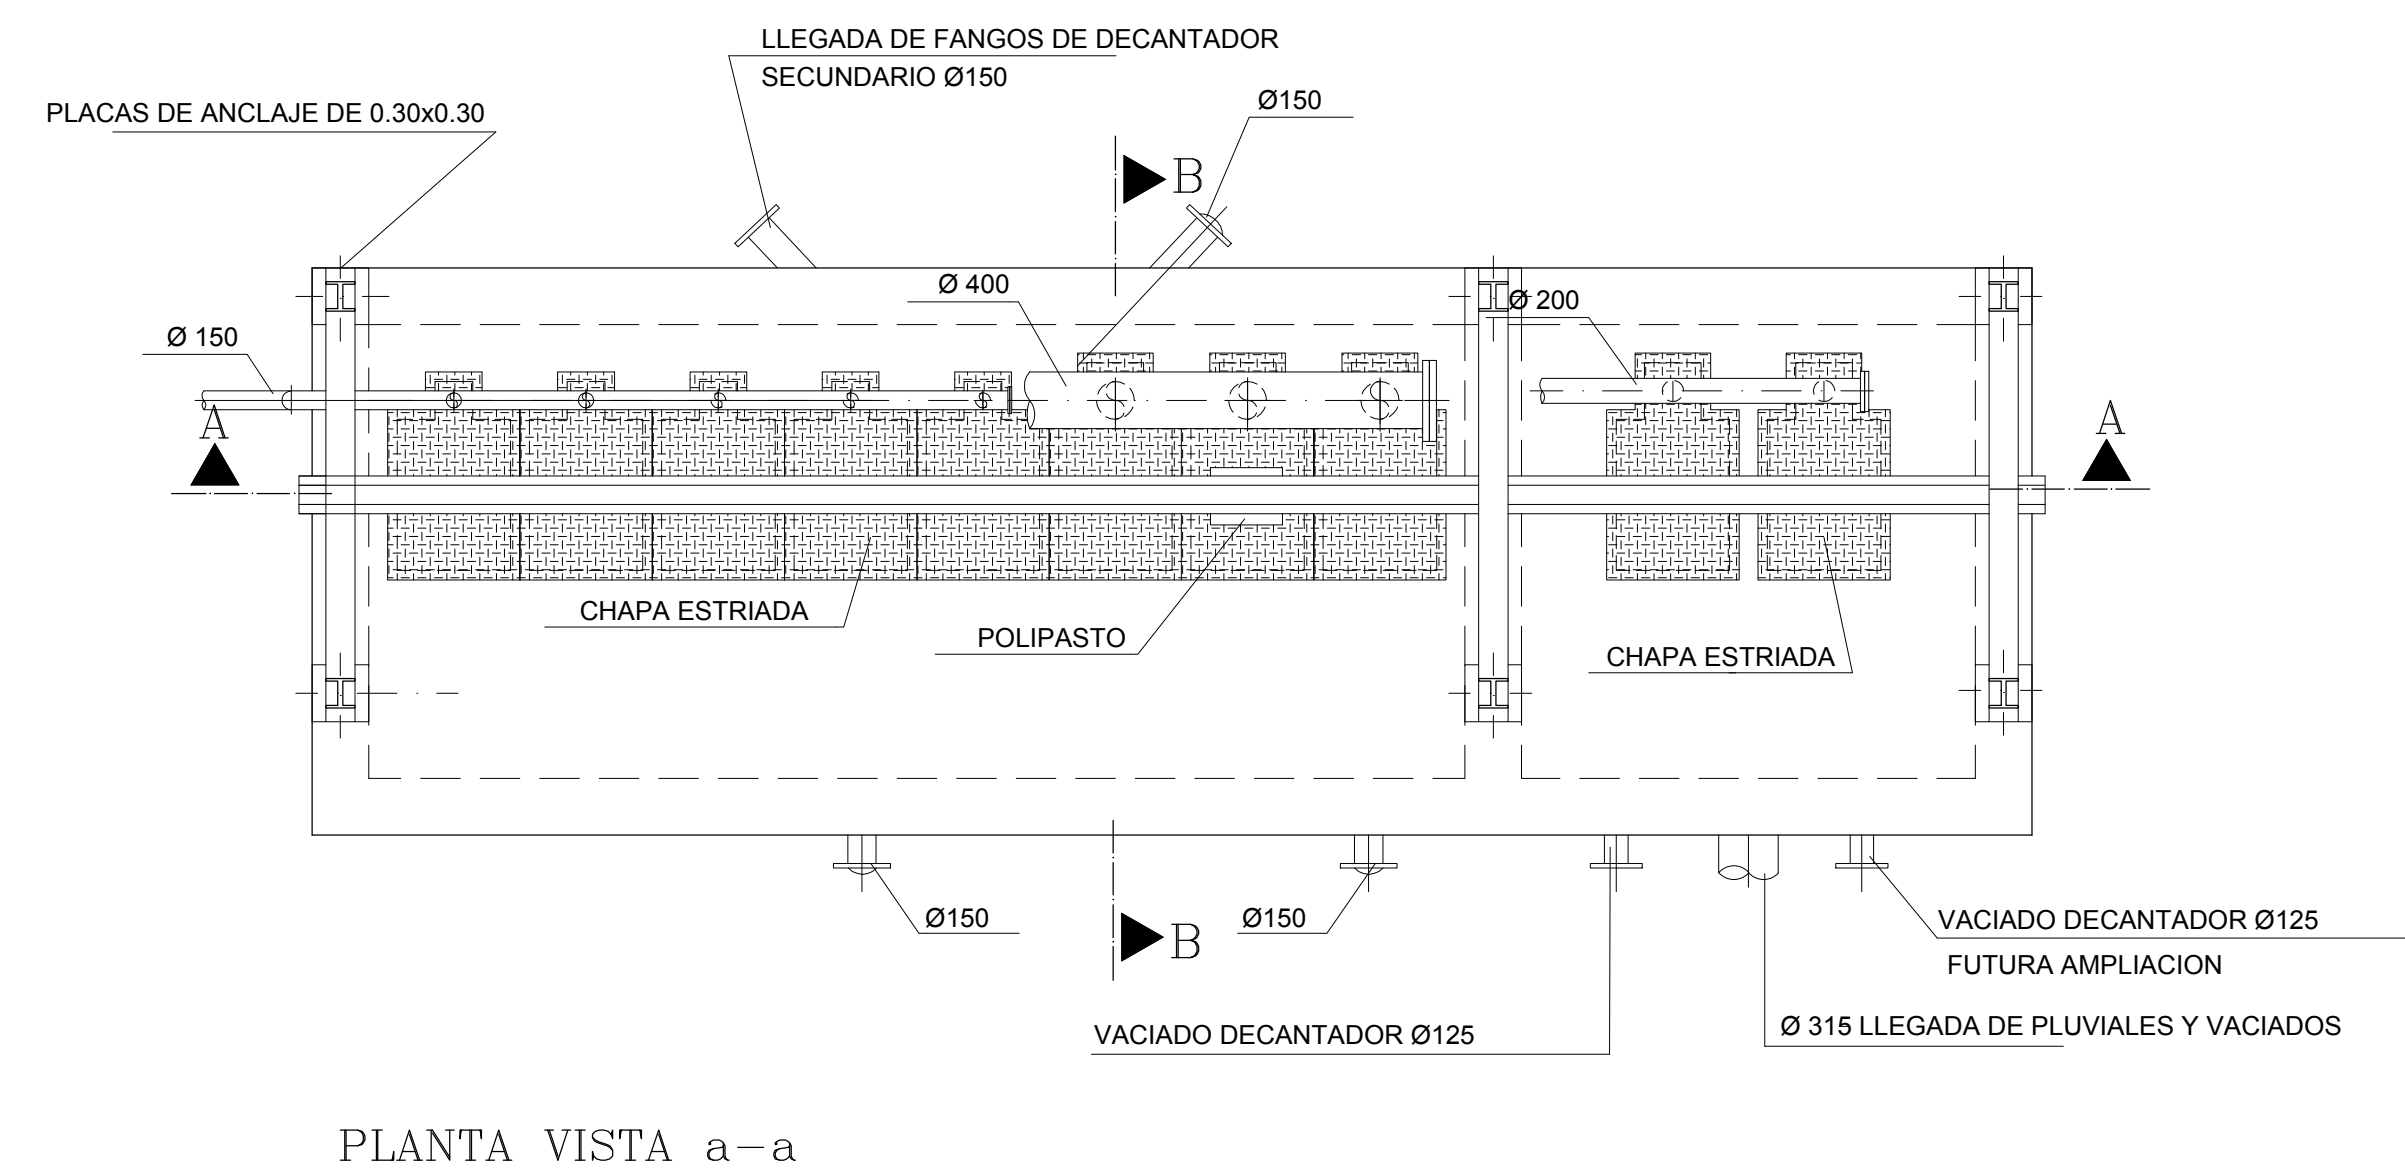 LLEGADA DE FANGOS DE DECANTADOR
SECUNDARIO Ø150
Ø150
PLACAS DE ANCLAJE DE 0.30x0.30
B
Ø 400
Ø 200
Ø 150
A
A
CHAPA ESTRIADA
POLIPASTO
CHAPA ESTRIADA
Ø150
Ø150
B
VACIADO DECANTADOR Ø125
FUTURA AMPLIACION
VACIADO DECANTADOR Ø125
Ø 315 LLEGADA DE PLUVIALES Y VACIADOS
PLANTA VISTA a-a